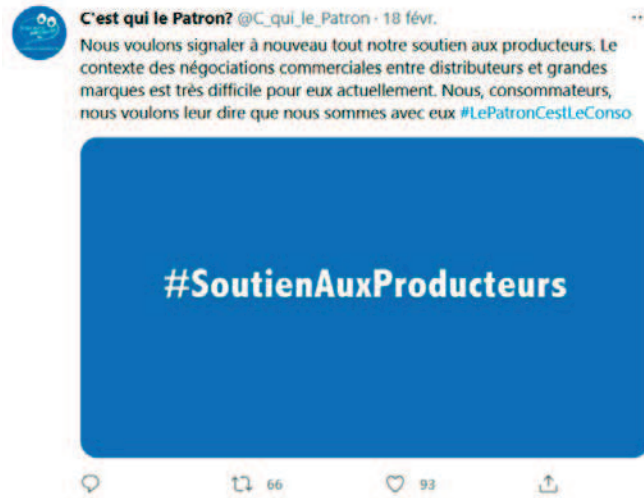 C'est qui le Patron? @C_qui_le_Patron · 18 févr.
Nous voulons signaler à nouveau tout notre soutien aux producteurs. Le
contexte des négociations commerciales entre distributeurs et grandes
marques est très difficile pour eux actuellement. Nous, consommateurs,
nous voulons leur dire que nous sommes avec eux #LePatronCestLeConso
#SoutienAuxProducteurs
66 93